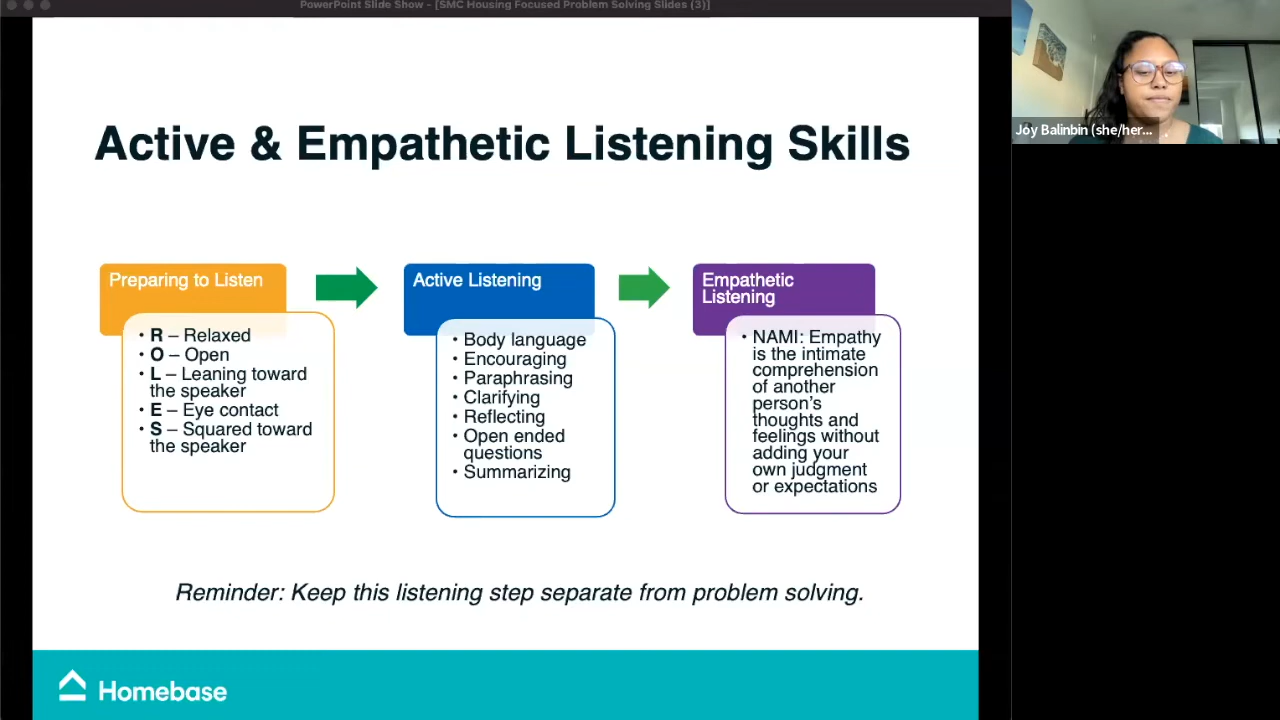 PowerPoint Slide Show - [SMC Housing Focused Problem Solving Slides (3)]
Joy Balinbin (she/her...
Active & Empathetic Listening Skills
Preparing to Listen
• R – Relaxed
• O – Open
• L – Leaning toward
the speaker
• E – Eye contact
• S – Squared toward
the speaker
Active Listening
• Body language
• Encouraging
• Paraphrasing
• Clarifying
• Reflecting
• Open ended
questions
• Summarizing
Empathetic
Listening
• NAMI: Empathy
is the intimate
comprehension
of another
person’s
thoughts and
feelings without
adding your
own judgment
or expectations
Reminder: Keep this listening step separate from problem solving.
Homebase